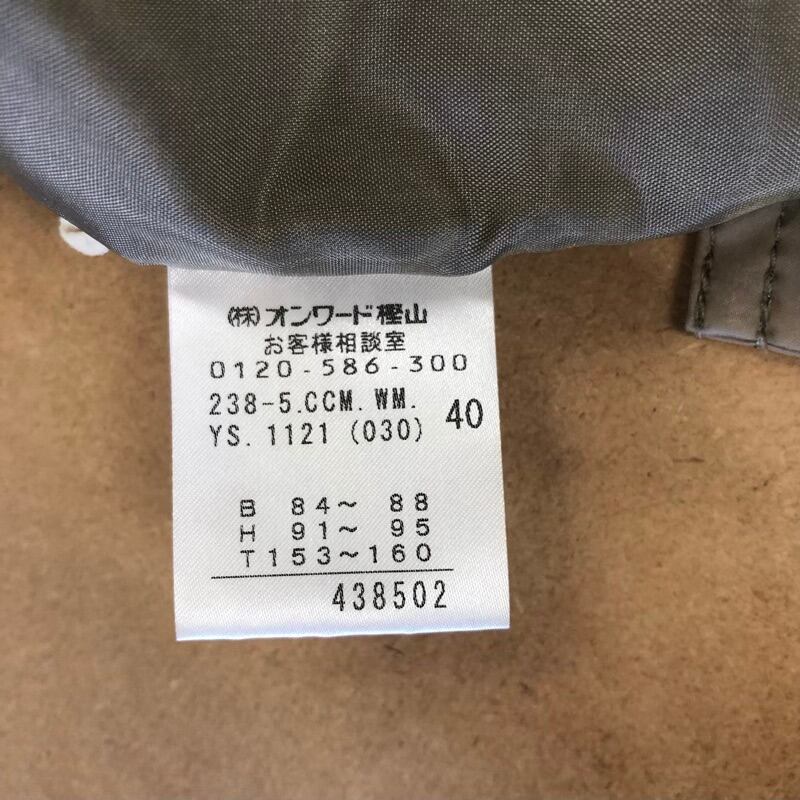 (株)オンワード樫山
お客様相談室
0120-586-300
238-5.CCM.WM.
YS.1121(030) 40
B 84～ 88
H 91～ 95
T153～160
438502